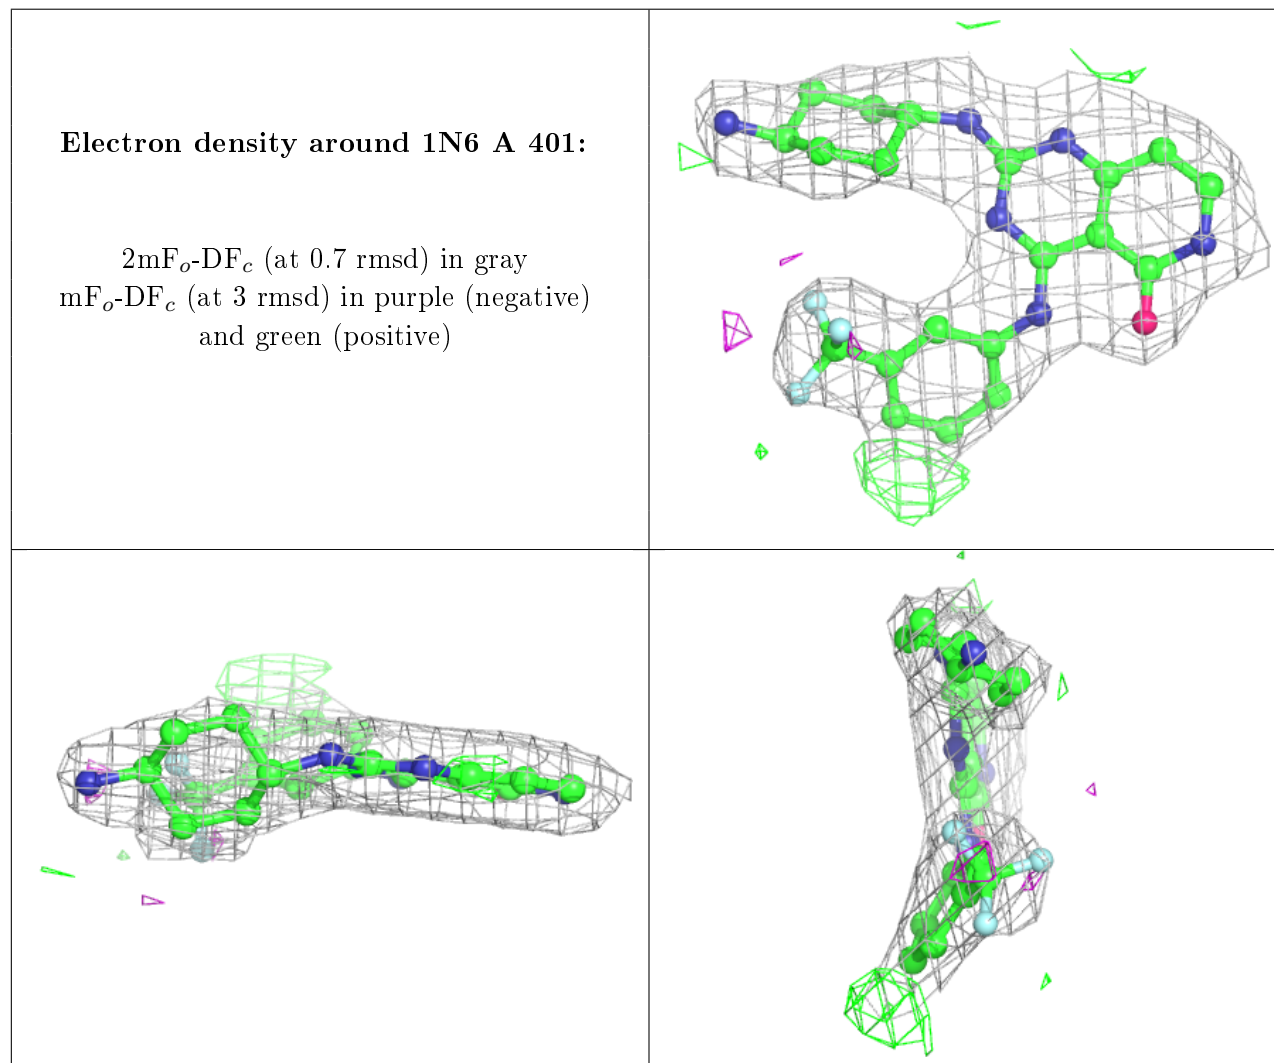 Electron density around 1N6 A 401:
2mFo-DFc (at 0.7 rmsd) in gray
mFo-DFc (at 3 rmsd) in purple (negative)
and green (positive)